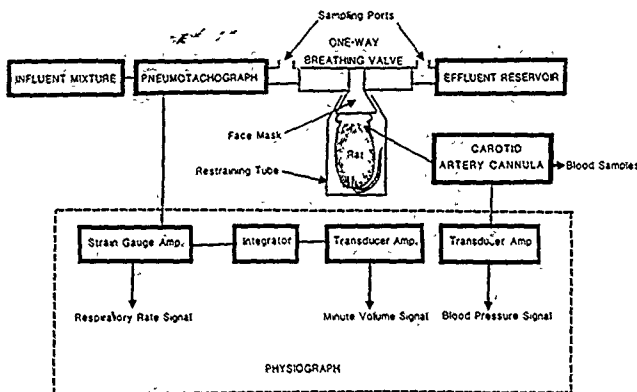 Sampling Ports
ONE-WAY
BREATHING VALVE
INFLUENT MIXTURE
PNEUMOTACHOGRAPH
EFFLUENT RESERVOIR
Face Mask
Rat
Restraining Tube
CAROTID
ARTERY CANNULA
Blood Samples
Strain Gauge Amp.
Integrator
Transducer Amp.
Transducer Amp
Respiratory Rate Signal
Minute Volume Signal
Blood Pressure Signal
PHYSIOGRAPH